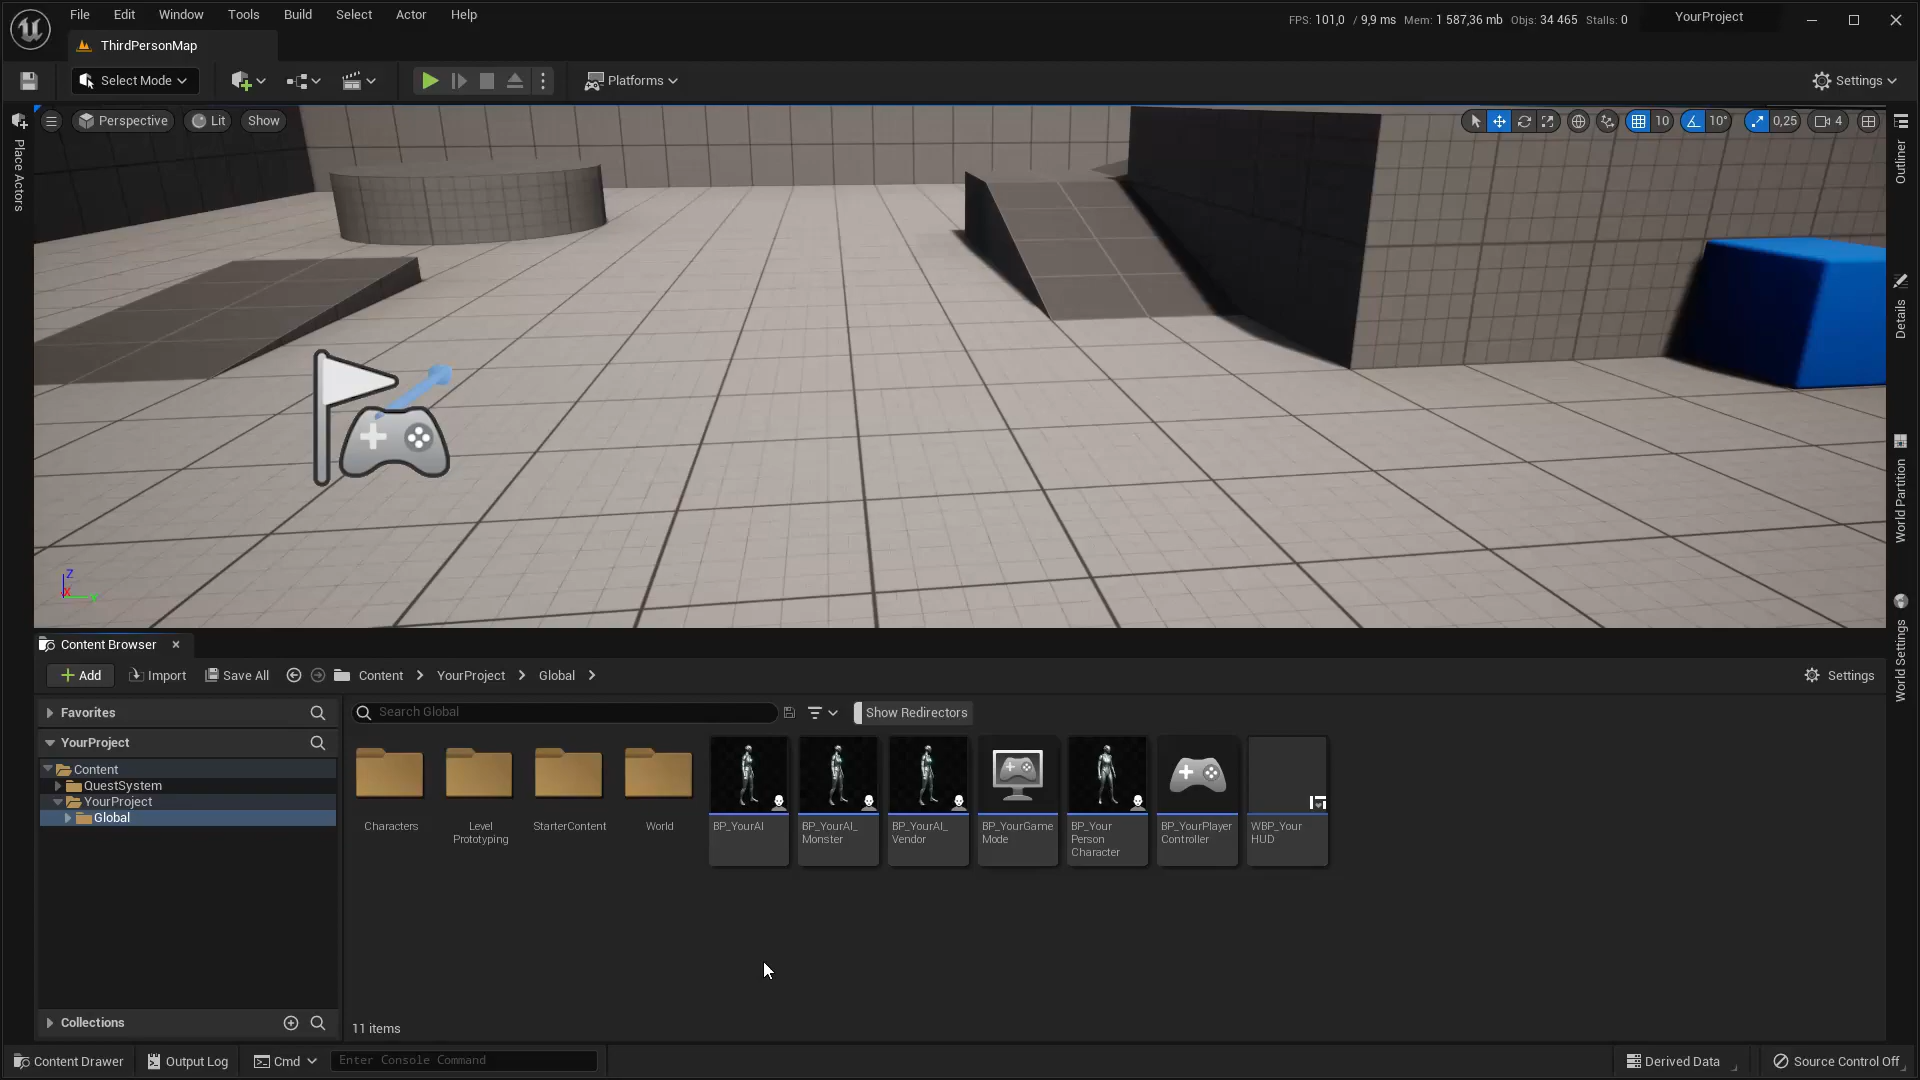 File Edit Window Tools Build Select Actor Help
FPS: 101,0 / 9,9 ms Mem: 1 587,36 mb Objs: 34 465 Stalls: 0
YourProject
ThirdPersonMap
Select Mode
Platforms
Settings
Perspective Lit Show
10 10° 0,25 4
Place Actors
Outliner
Details
World Partition
World Settings
Z
X
Y
Content Browser
Add Import Save All Content YourProject Global Settings
Favorites
Search Global
Show Redirectors
YourProject
Content
QuestSystem
YourProject
Global
Characters
Level
Prototyping
StarterContent
World
BP_YourAI
BP_YourAI_
Monster
BP_YourAI_
Vendor
BP_YourGame
Mode
BP_Your
Person
Character
BP_YourPlayer
Controller
WBP_Your
HUD
Collections
11 items
Content Drawer Output Log Cmd Enter Console Command Derived Data Source Control Off